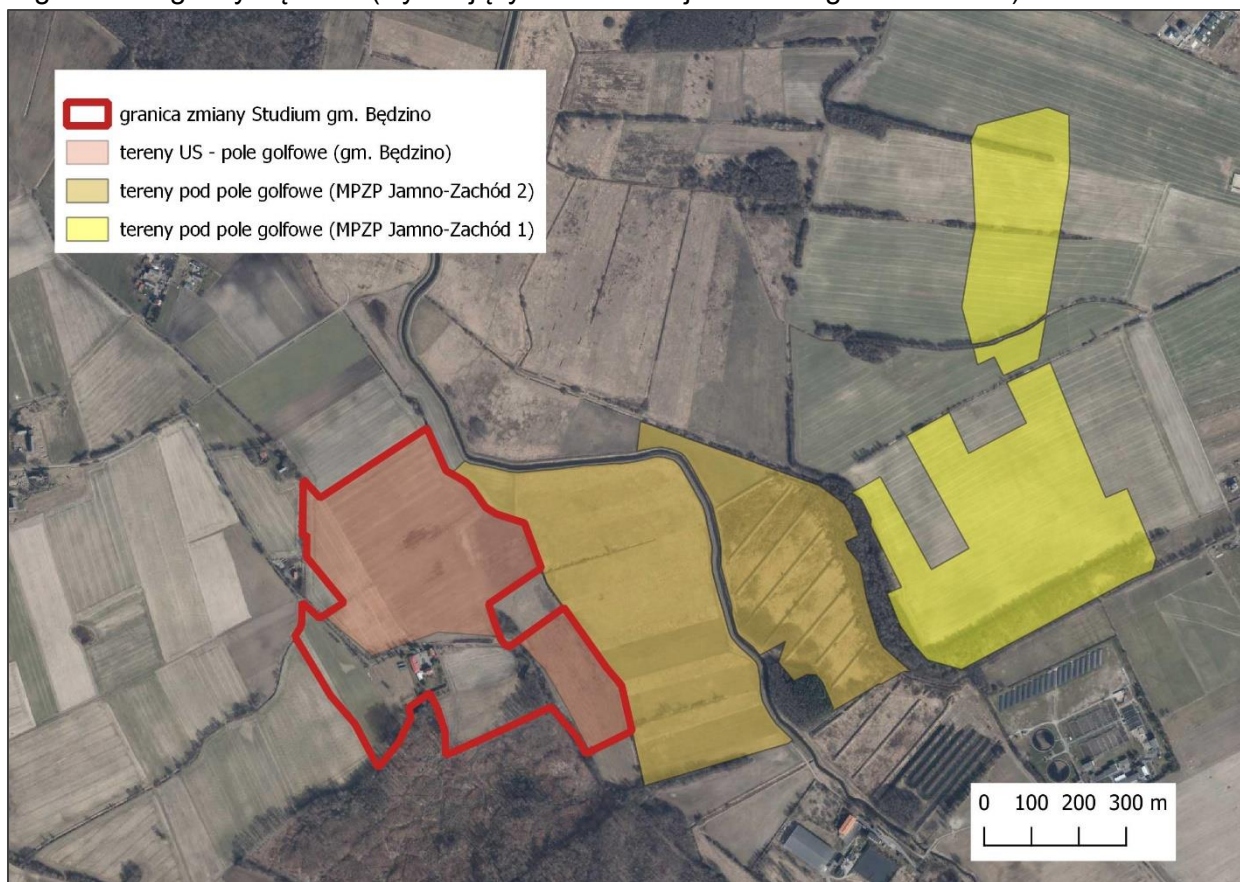 granica zmiany Studium gm. Będzino
tereny US - pole golfowe (gm. Będzino)
tereny pod pole golfowe (MPZP Jamno-Zachód 2)
tereny pod pole golfowe (MPZP Jamno-Zachód 1)
0 100 200 300 m